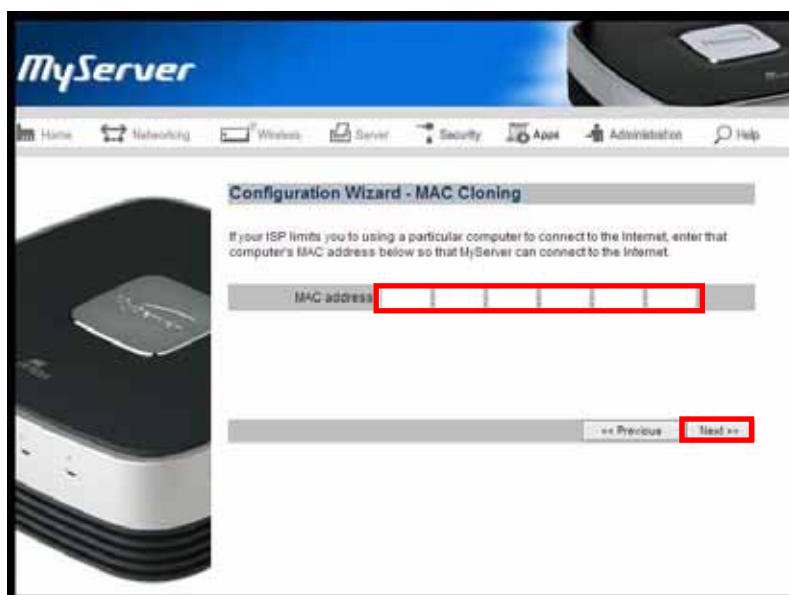 MyServer
Home Networking Wireless Server Security Apps Administration Help
Configuration Wizard - MAC Cloning
If your ISP limits you to using a particular computer to connect to the Internet, enter that
computer's MAC address below so that MyServer can connect to the Internet.
MAC address
<< Previous Next >>